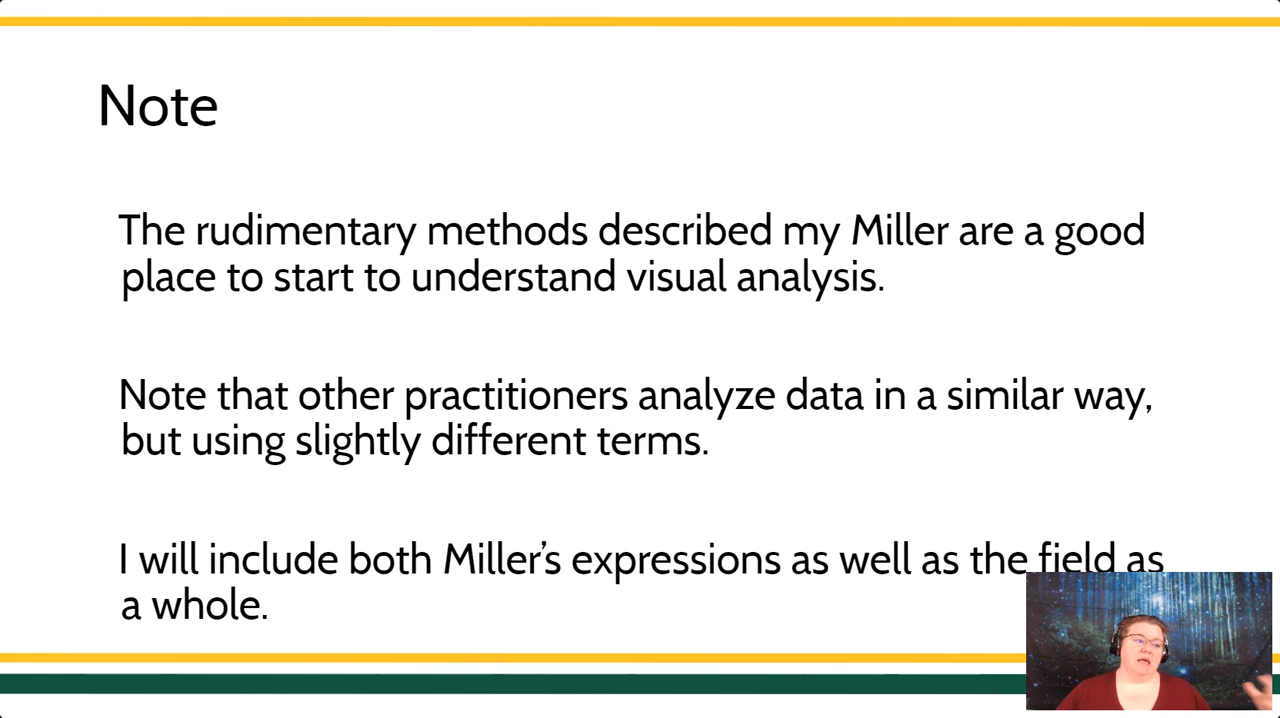 Note
The rudimentary methods described my Miller are a good
place to start to understand visual analysis.
Note that other practitioners analyze data in a similar way,
but using slightly different terms.
I will include both Miller’s expressions as well as the field as
a whole.